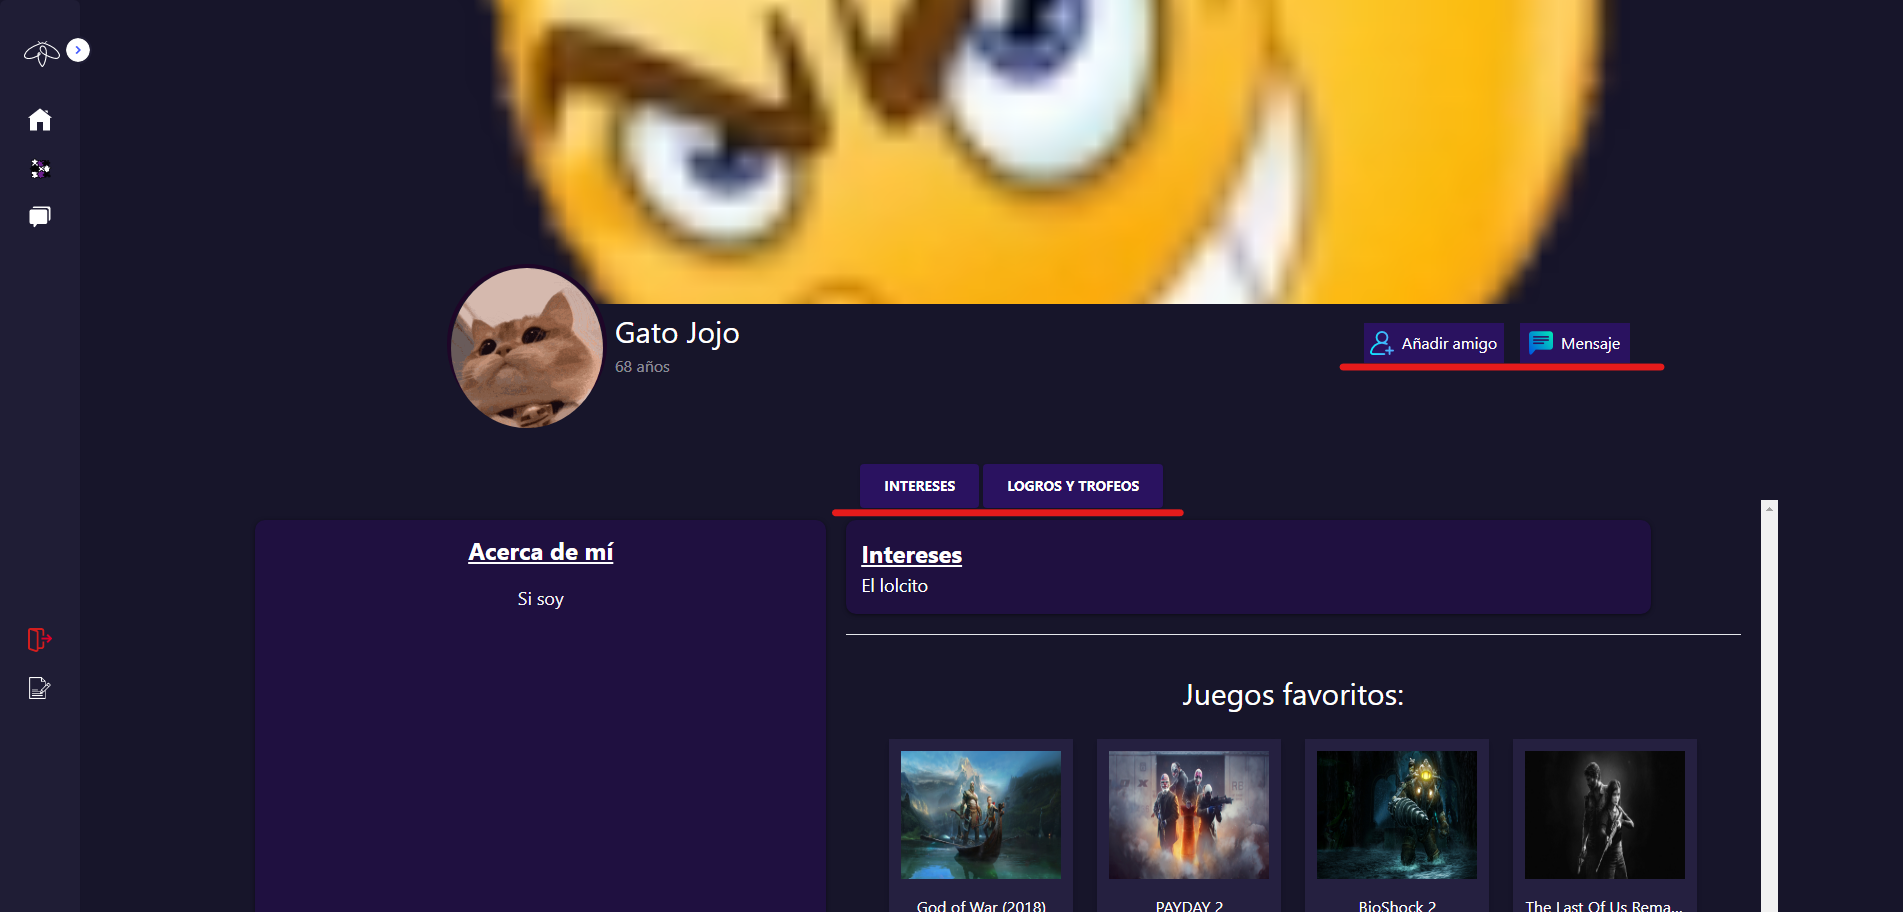 Gato Jojo
68 años
Añadir amigo
Mensaje
INTERESES
LOGROS Y TROFEOS
Acerca de mí
Si soy
Intereses
El lolcito
Juegos favoritos:
God of War (2018)
PAYDAY 2
BioShock 2
The Last Of Us Rema...